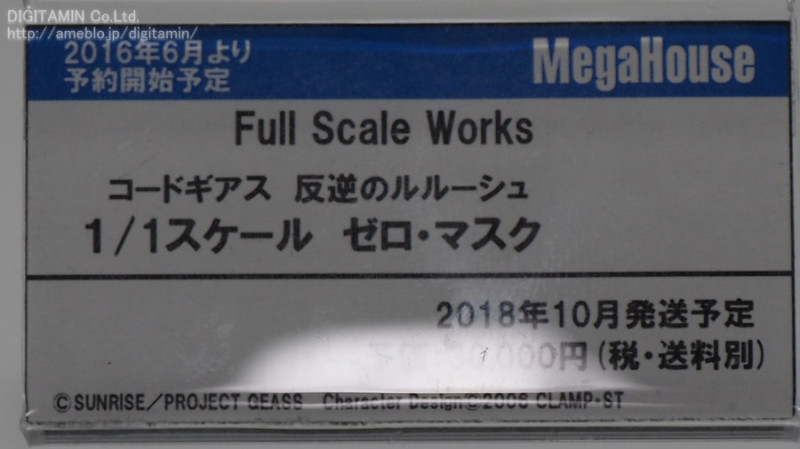 DIGITAMIN Co.Ltd.
http://ameblo.jp/digitamin/
2016年6月より
予約開始予定
MegaHouse
Full Scale Works
コードギアス 反逆のルルーシュ
1/1スケール ゼロ・マスク
2018年10月発送予定
000円(税・送料別)
©SUNRISE/PROJECT GEASS Character Design©2006 CLAMP・ST